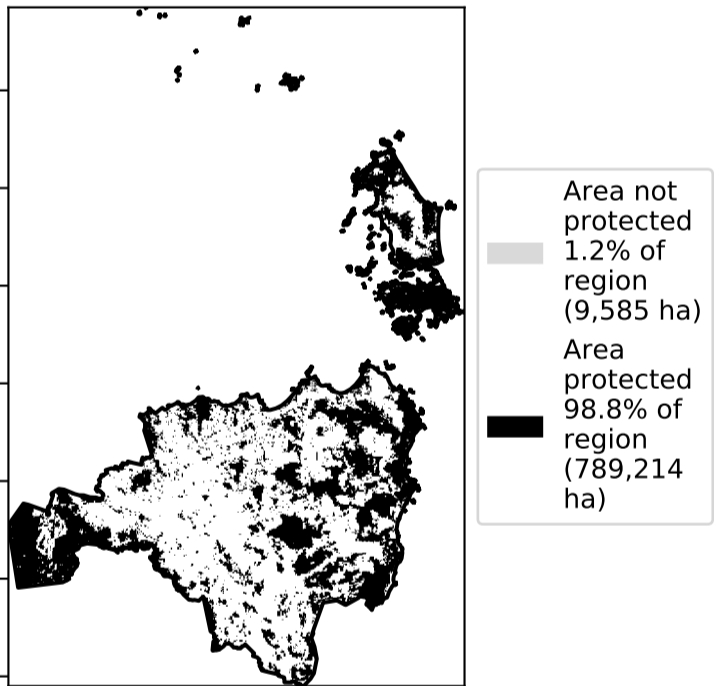 Area not
protected
1.2% of
region
(9,585 ha)
Area
protected
98.8% of
region
(789,214
ha)